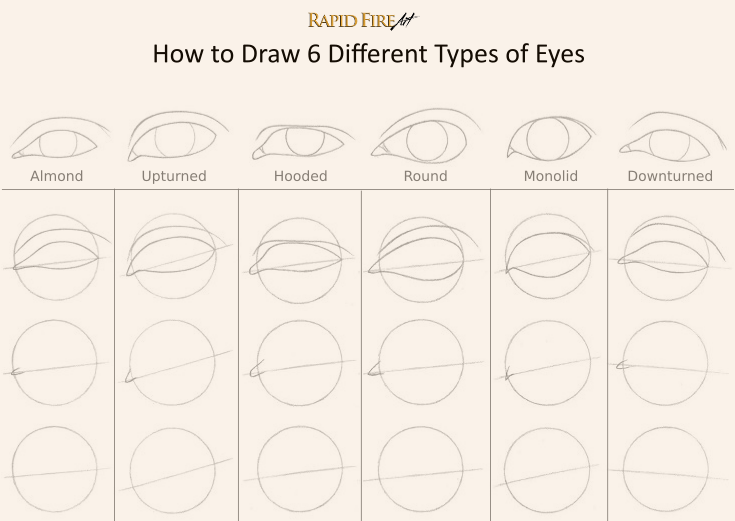 RAPID FIRE Art
How to Draw 6 Different Types of Eyes
Almond Upturned Hooded Round Monolid Downturned